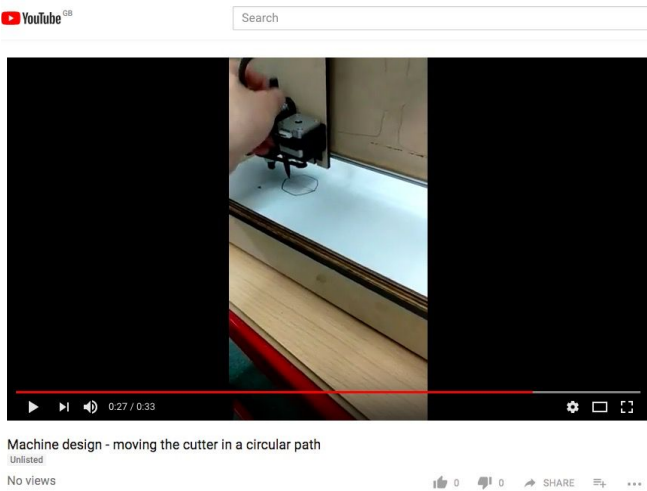 YouTube GB
Search
0:27 / 0:33
Machine design - moving the cutter in a circular path
Unlisted
No views
0 0 SHARE